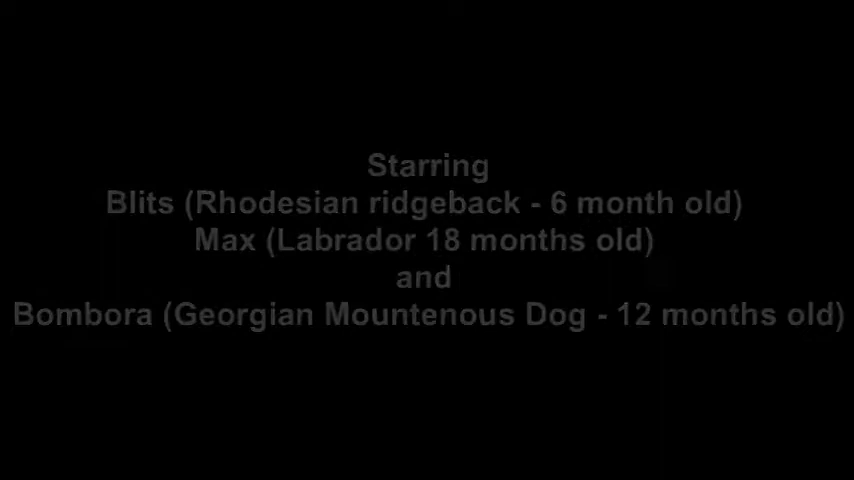 Starring
Blits (Rhodesian ridgeback - 6 month old)
Max (Labrador 18 months old)
and
Bombora (Georgian Mountenous Dog - 12 months old)